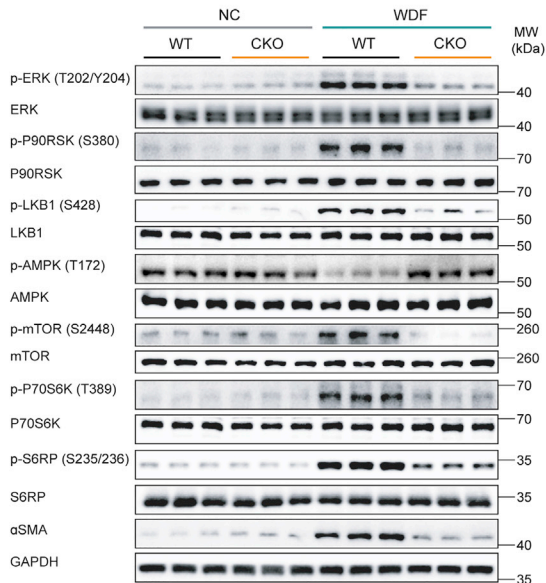 NC WDF
WT CKO WT CKO
MW
(kDa)
p-ERK (T202/Y204)
40
ERK
40
p-P90RSK (S380)
70
P90RSK
70
p-LKB1 (S428)
50
LKB1
50
p-AMPK (T172)
50
AMPK
50
p-mTOR (S2448)
260
mTOR
260
p-P70S6K (T389)
70
P70S6K
70
p-S6RP (S235/236)
35
S6RP
35
αSMA
40
GAPDH
35